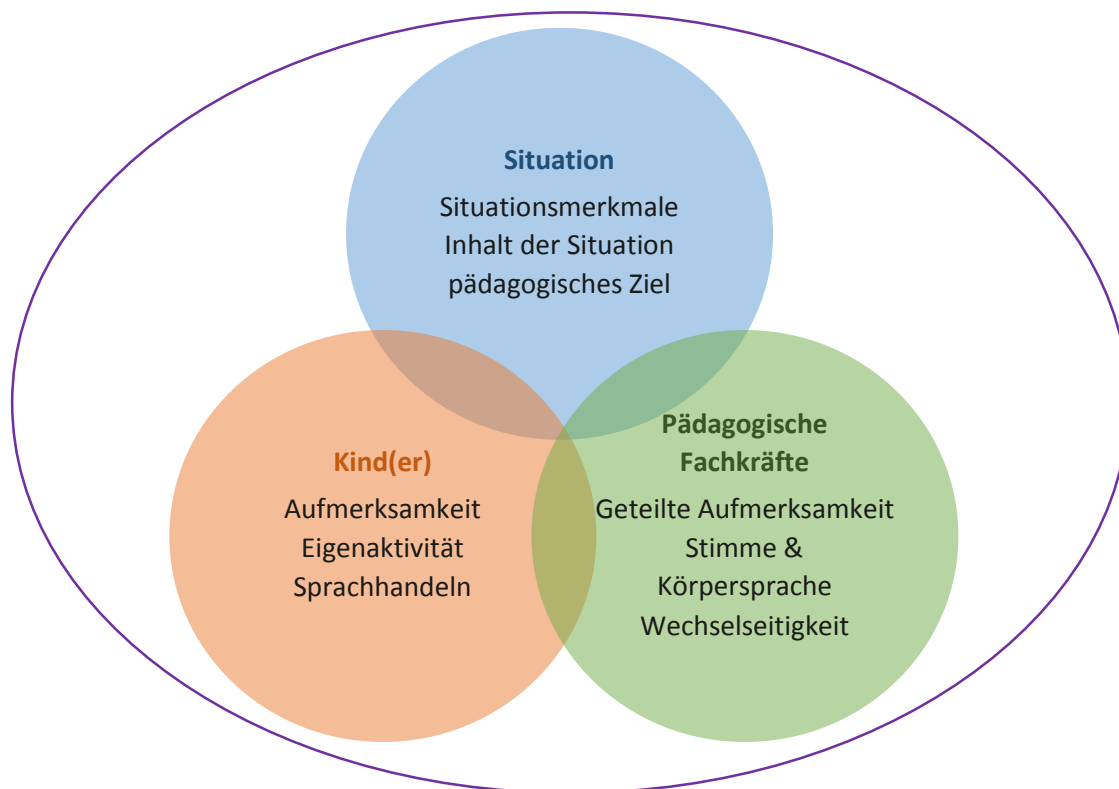 Situation
Situationsmerkmale
Inhalt der Situation
pädagogisches Ziel
Kind(er)
Aufmerksamkeit
Eigenaktivität
Sprachhandeln
Pädagogische
Fachkräfte
Geteilte Aufmerksamkeit
Stimme &
Körpersprache
Wechselseitigkeit